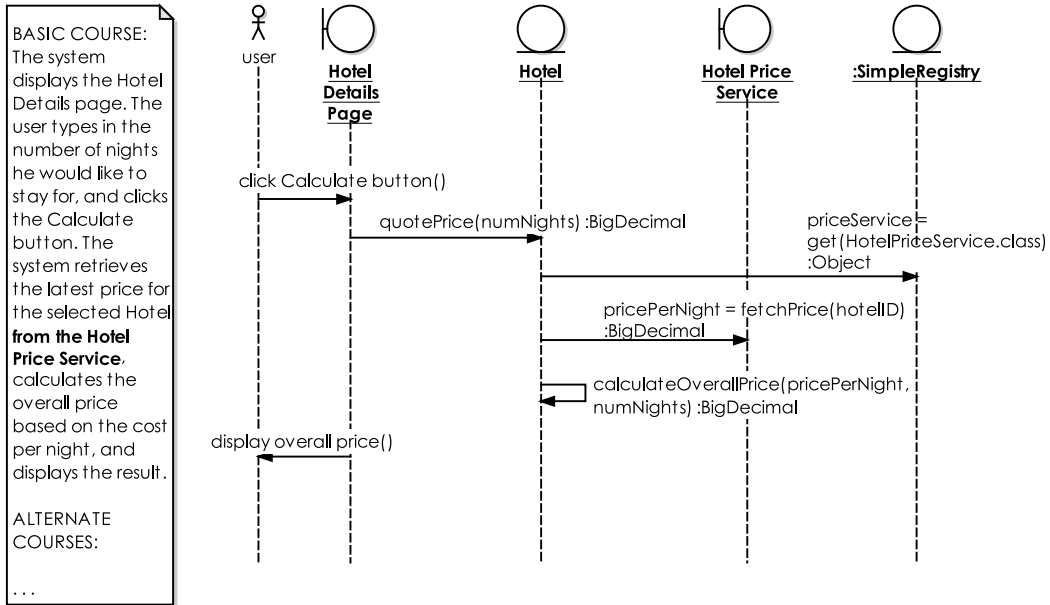 BASIC COURSE:
The system
displays the Hotel
Details page. The
user types in the
number of nights
he would like to
stay for, and clicks
the Calculate
button. The
system retrieves
the latest price for
the selected Hotel
from the Hotel
Price Service,
calculates the
overall price
based on the cost
per night, and
displays the result.
ALTERNATE
COURSES:
. . .
user
Hotel
Details
Page
Hotel
Hotel Price
Service
:SimpleRegistry
click Calculate button()
quotePrice(numNights) :BigDecimal
priceService =
get(HotelPriceService.class)
:Object
pricePerNight = fetchPrice(hotelID)
:BigDecimal
calculateOverallPrice(pricePerNight,
numNights) :BigDecimal
display overall price()